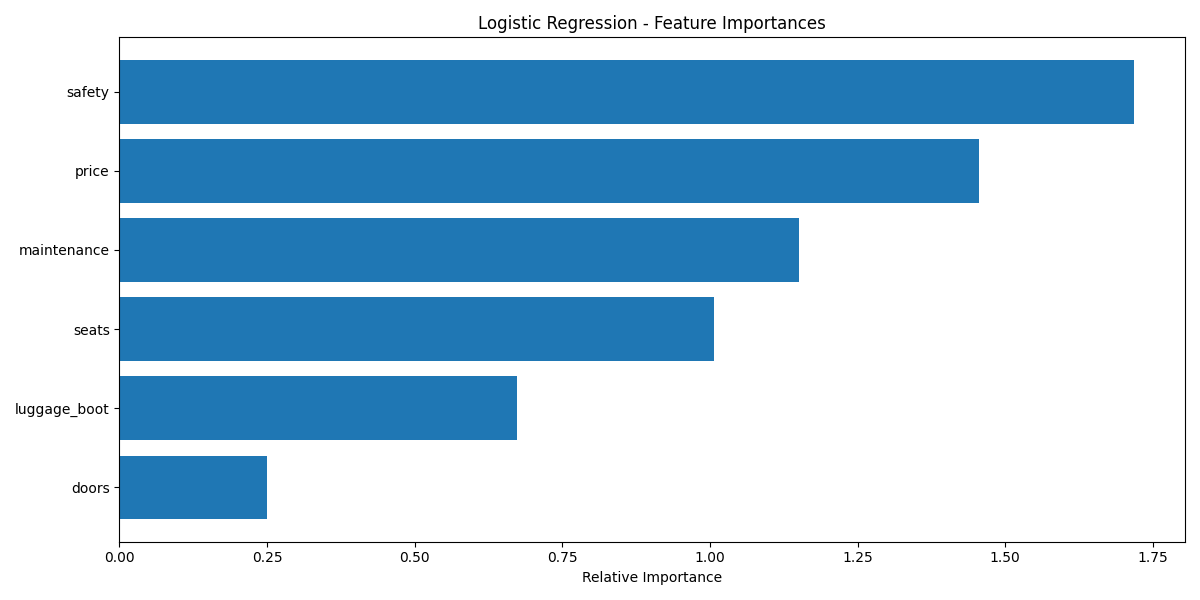 Logistic Regression - Feature Importances
safety
price
maintenance
seats
luggage_boot
doors
0.00 0.25 0.50 0.75 1.00 1.25 1.50 1.75
Relative Importance